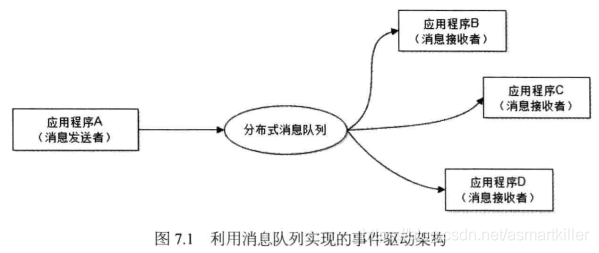 应用程序B
（消息接收者）
应用程序A
（消息发送者）
分布式消息队列
应用程序C
（消息接收者）
应用程序D
（消息接收者）
图 7.1 利用消息队列实现的事件驱动架构
csdn.net/asmartkiller